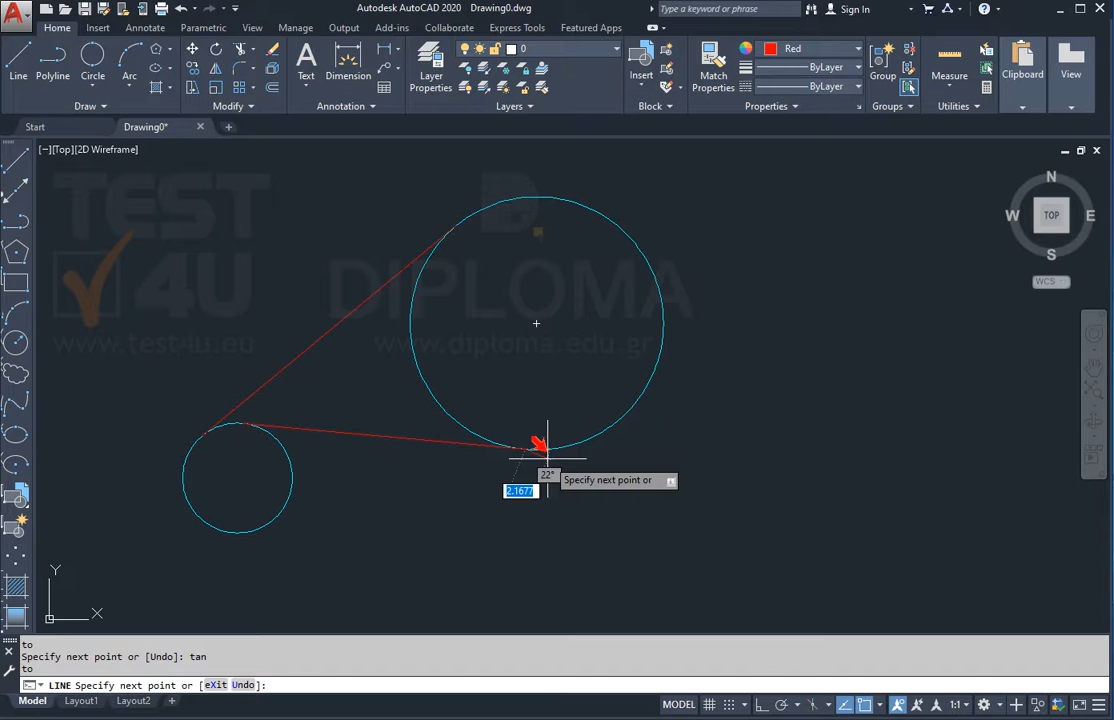 Autodesk AutoCAD 2020 Drawing0.dwg
Type a keyword or phrase
Sign In
Home Insert Annotate Parametric View Manage Output Add-ins Collaborate Express Tools Featured Apps
Line
Polyline
Circle
Arc
Draw
Modify
Text
Dimension
Annotation
Layer
Properties
0
Layers
Insert
Block
Match
Properties
Red
ByLayer
ByLayer
Properties
Group
Groups
Measure
Utilities
Clipboard
View
Start
Drawing0*
[−][Top][2D Wireframe]
N
W
TOP
E
S
WCS
TEST
4U
www.test4u.eu
D.
DIPLOMA
www.diploma.edu.gr
22°
Specify next point or
2.1677
Y
X
to
Specify next point or [Undo]: tan
to
LINE Specify next point or [eXit Undo]:
Model Layout1 Layout2 +
MODEL
1:1